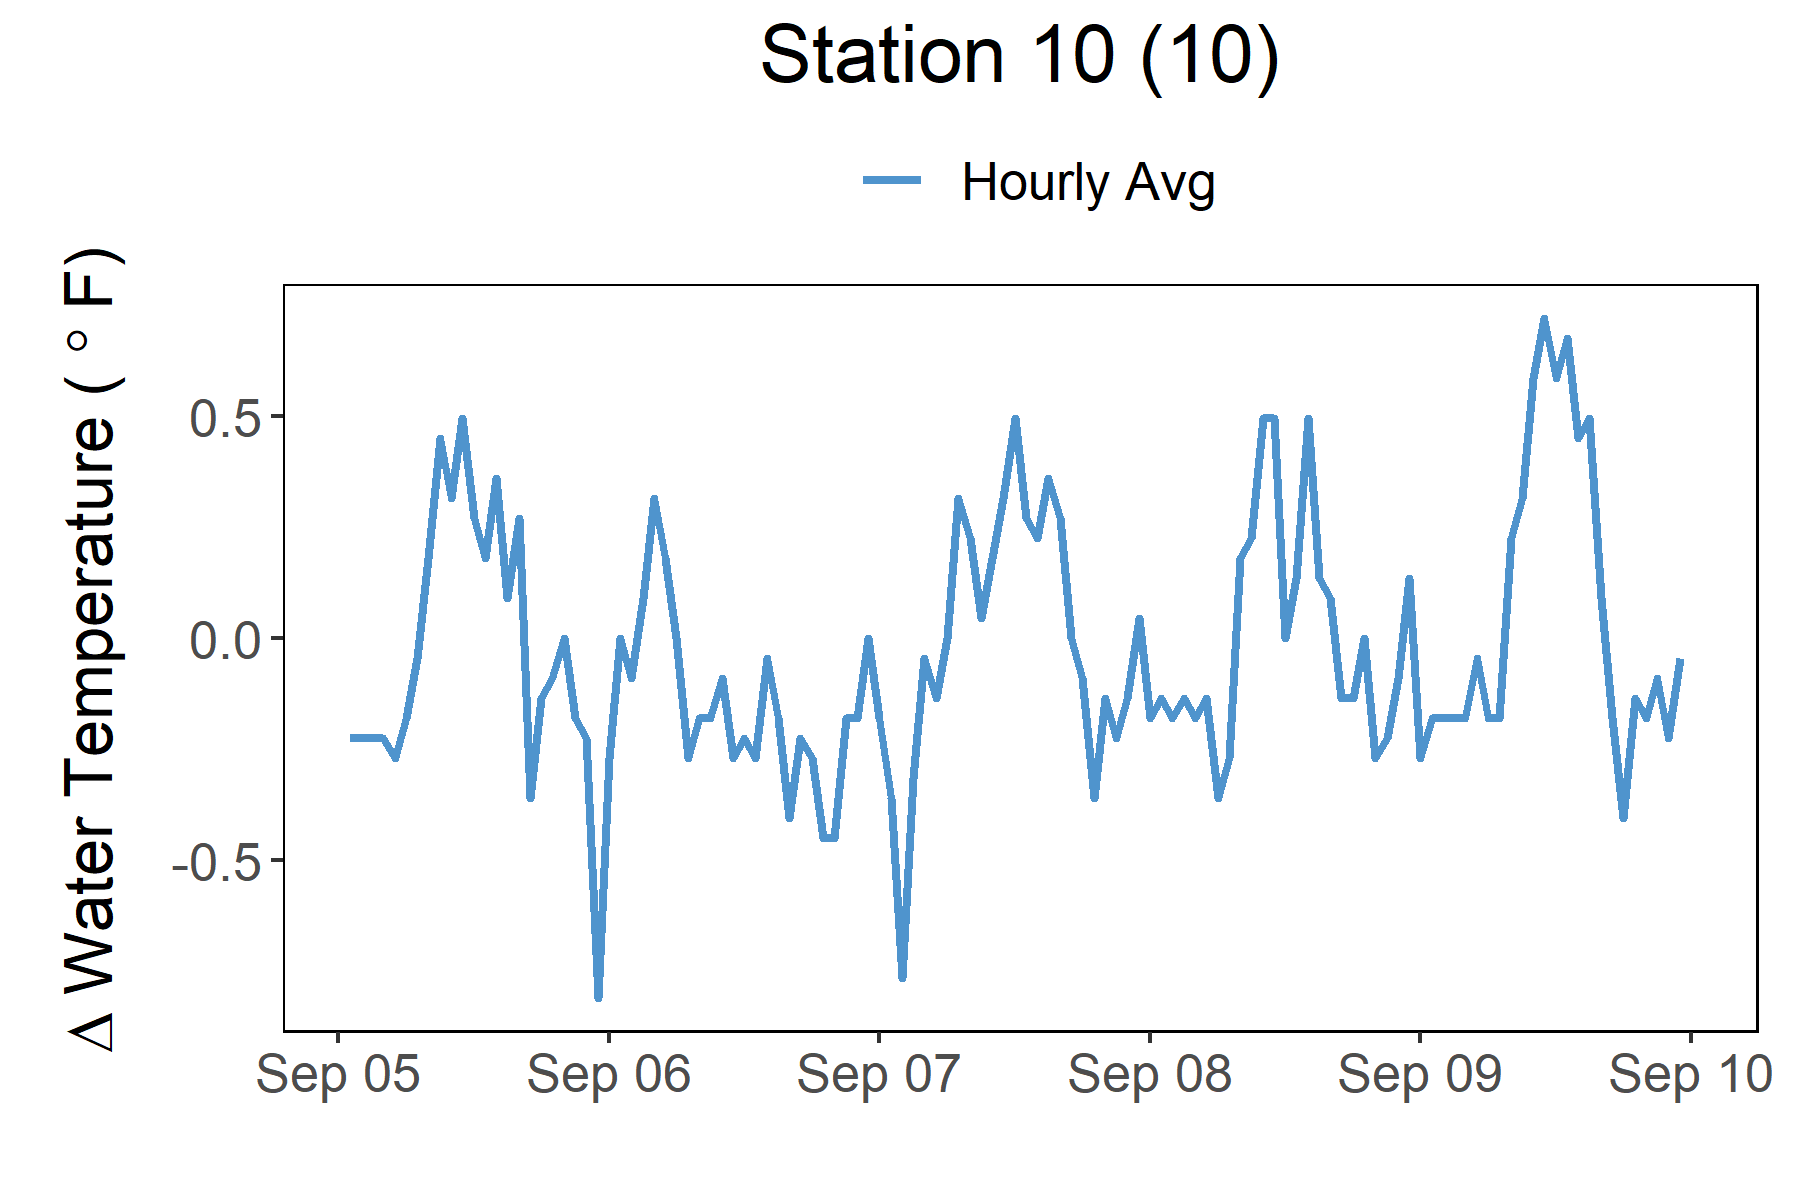 Station 10 (10)
Hourly Avg
Δ Water Temperature ( ° F)
0.5
0.0
-0.5
Sep 05 Sep 06 Sep 07 Sep 08 Sep 09 Sep 10